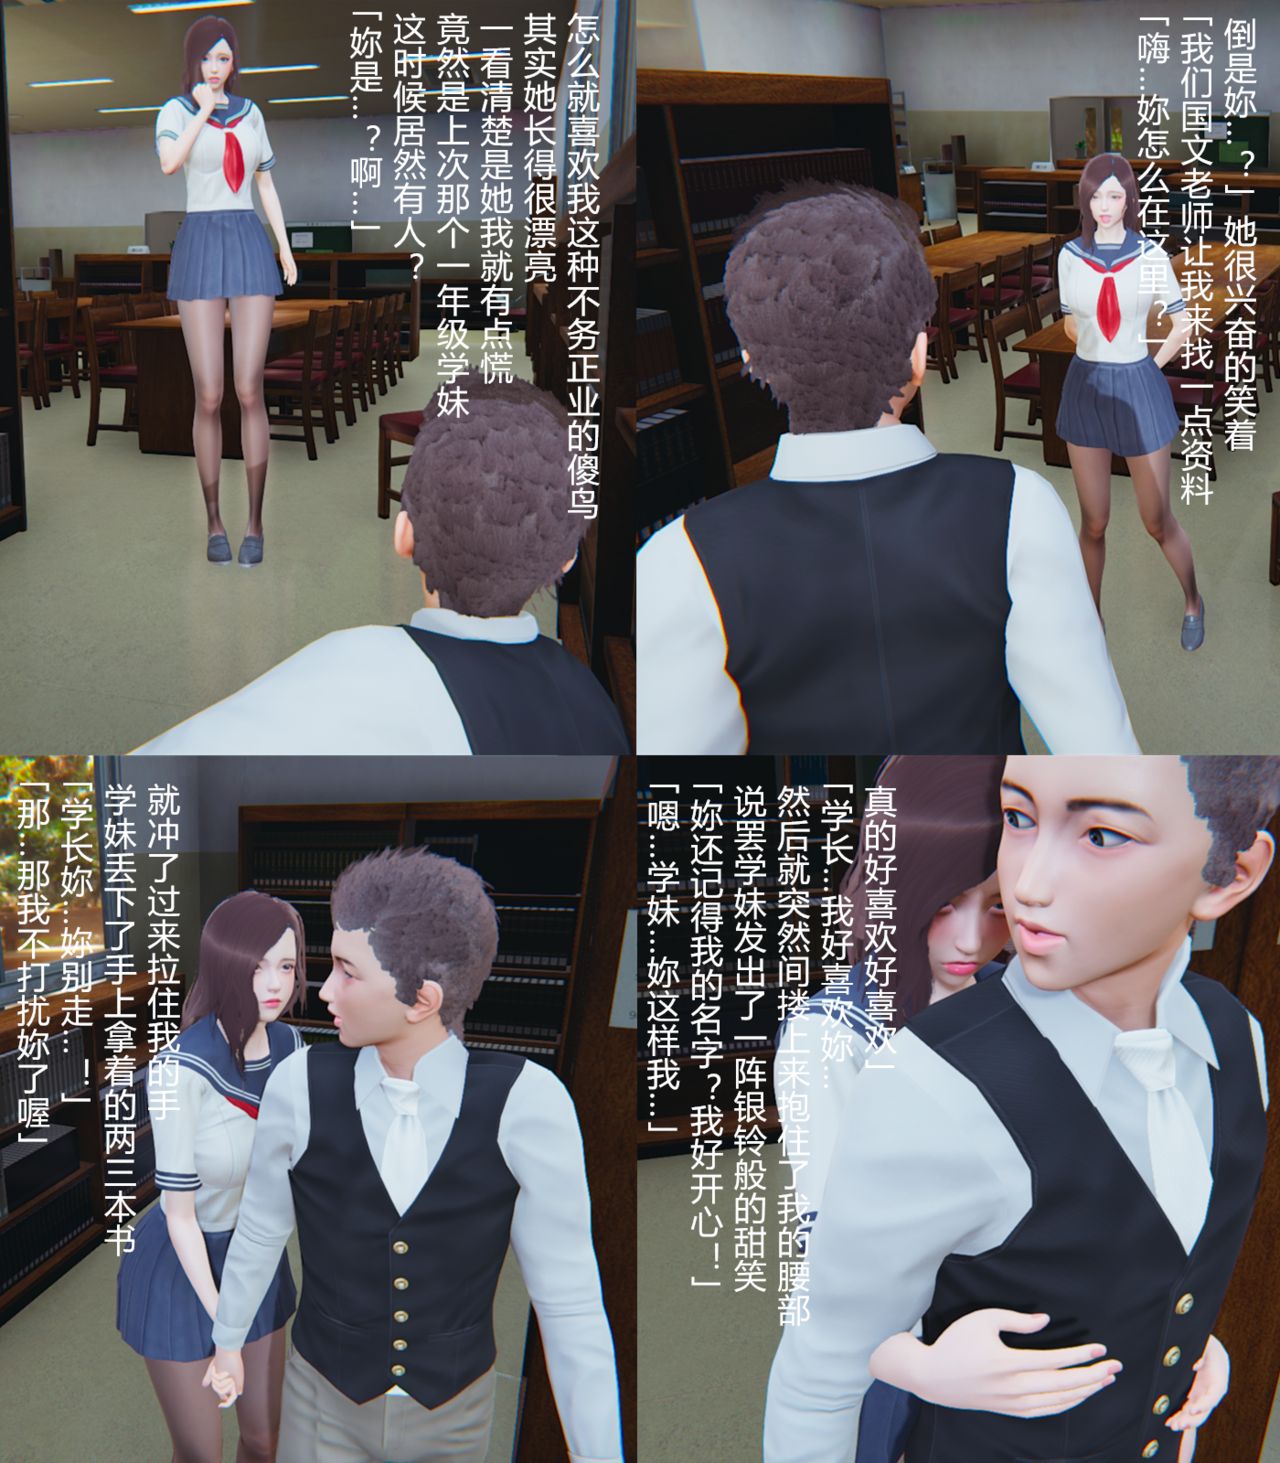 「妳是…？啊…」
这时候居然有人？
竟然是上次那个一年级学妹
一看清楚是她我就有点慌
其实她长得很漂亮
怎么就喜欢我这种不务正业的傻鸟
「嗨…妳怎么在这里？」
「我们国文老师让我来找一点资料
倒是妳…？」她很兴奋的笑着
「那…那我不打扰妳了喔」
「学长妳…妳别走…！」
学妹丢下了手上拿着的两三本书
就冲了过来拉住我的手
「嗯…学妹…妳这样我…」
「妳还记得我的名字？我好开心！」
说罢学妹发出了一阵银铃般的甜笑
然后就突然间搂上来抱住了我的腰部
「学长…我好喜欢妳…
真的好喜欢好喜欢」